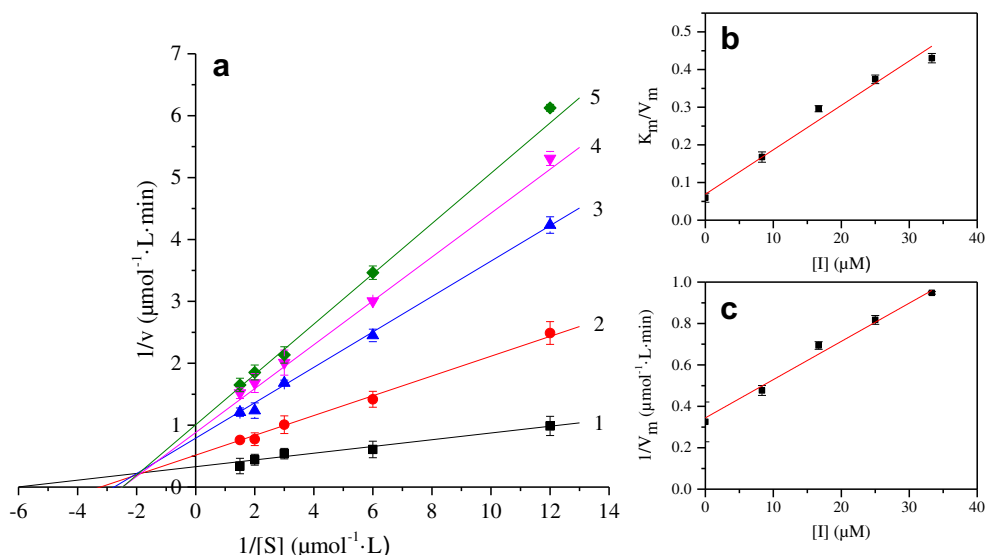 a
7
6
5
4
3
2
1
0
-6 -4 -2 0 2 4 6 8 10 12 14
1/v (µmol⁻¹·L·min)
1/[S] (µmol⁻¹·L)
5
4
3
2
1
b
0.5
0.4
0.3
0.2
0.1
0.0
0 10 20 30 40
Kₘ/Vₘ
[I] (µM)
c
1.0
0.8
0.6
0.4
0.2
0.0
0 10 20 30 40
1/Vₘ (µmol⁻¹·L·min)
[I] (µM)